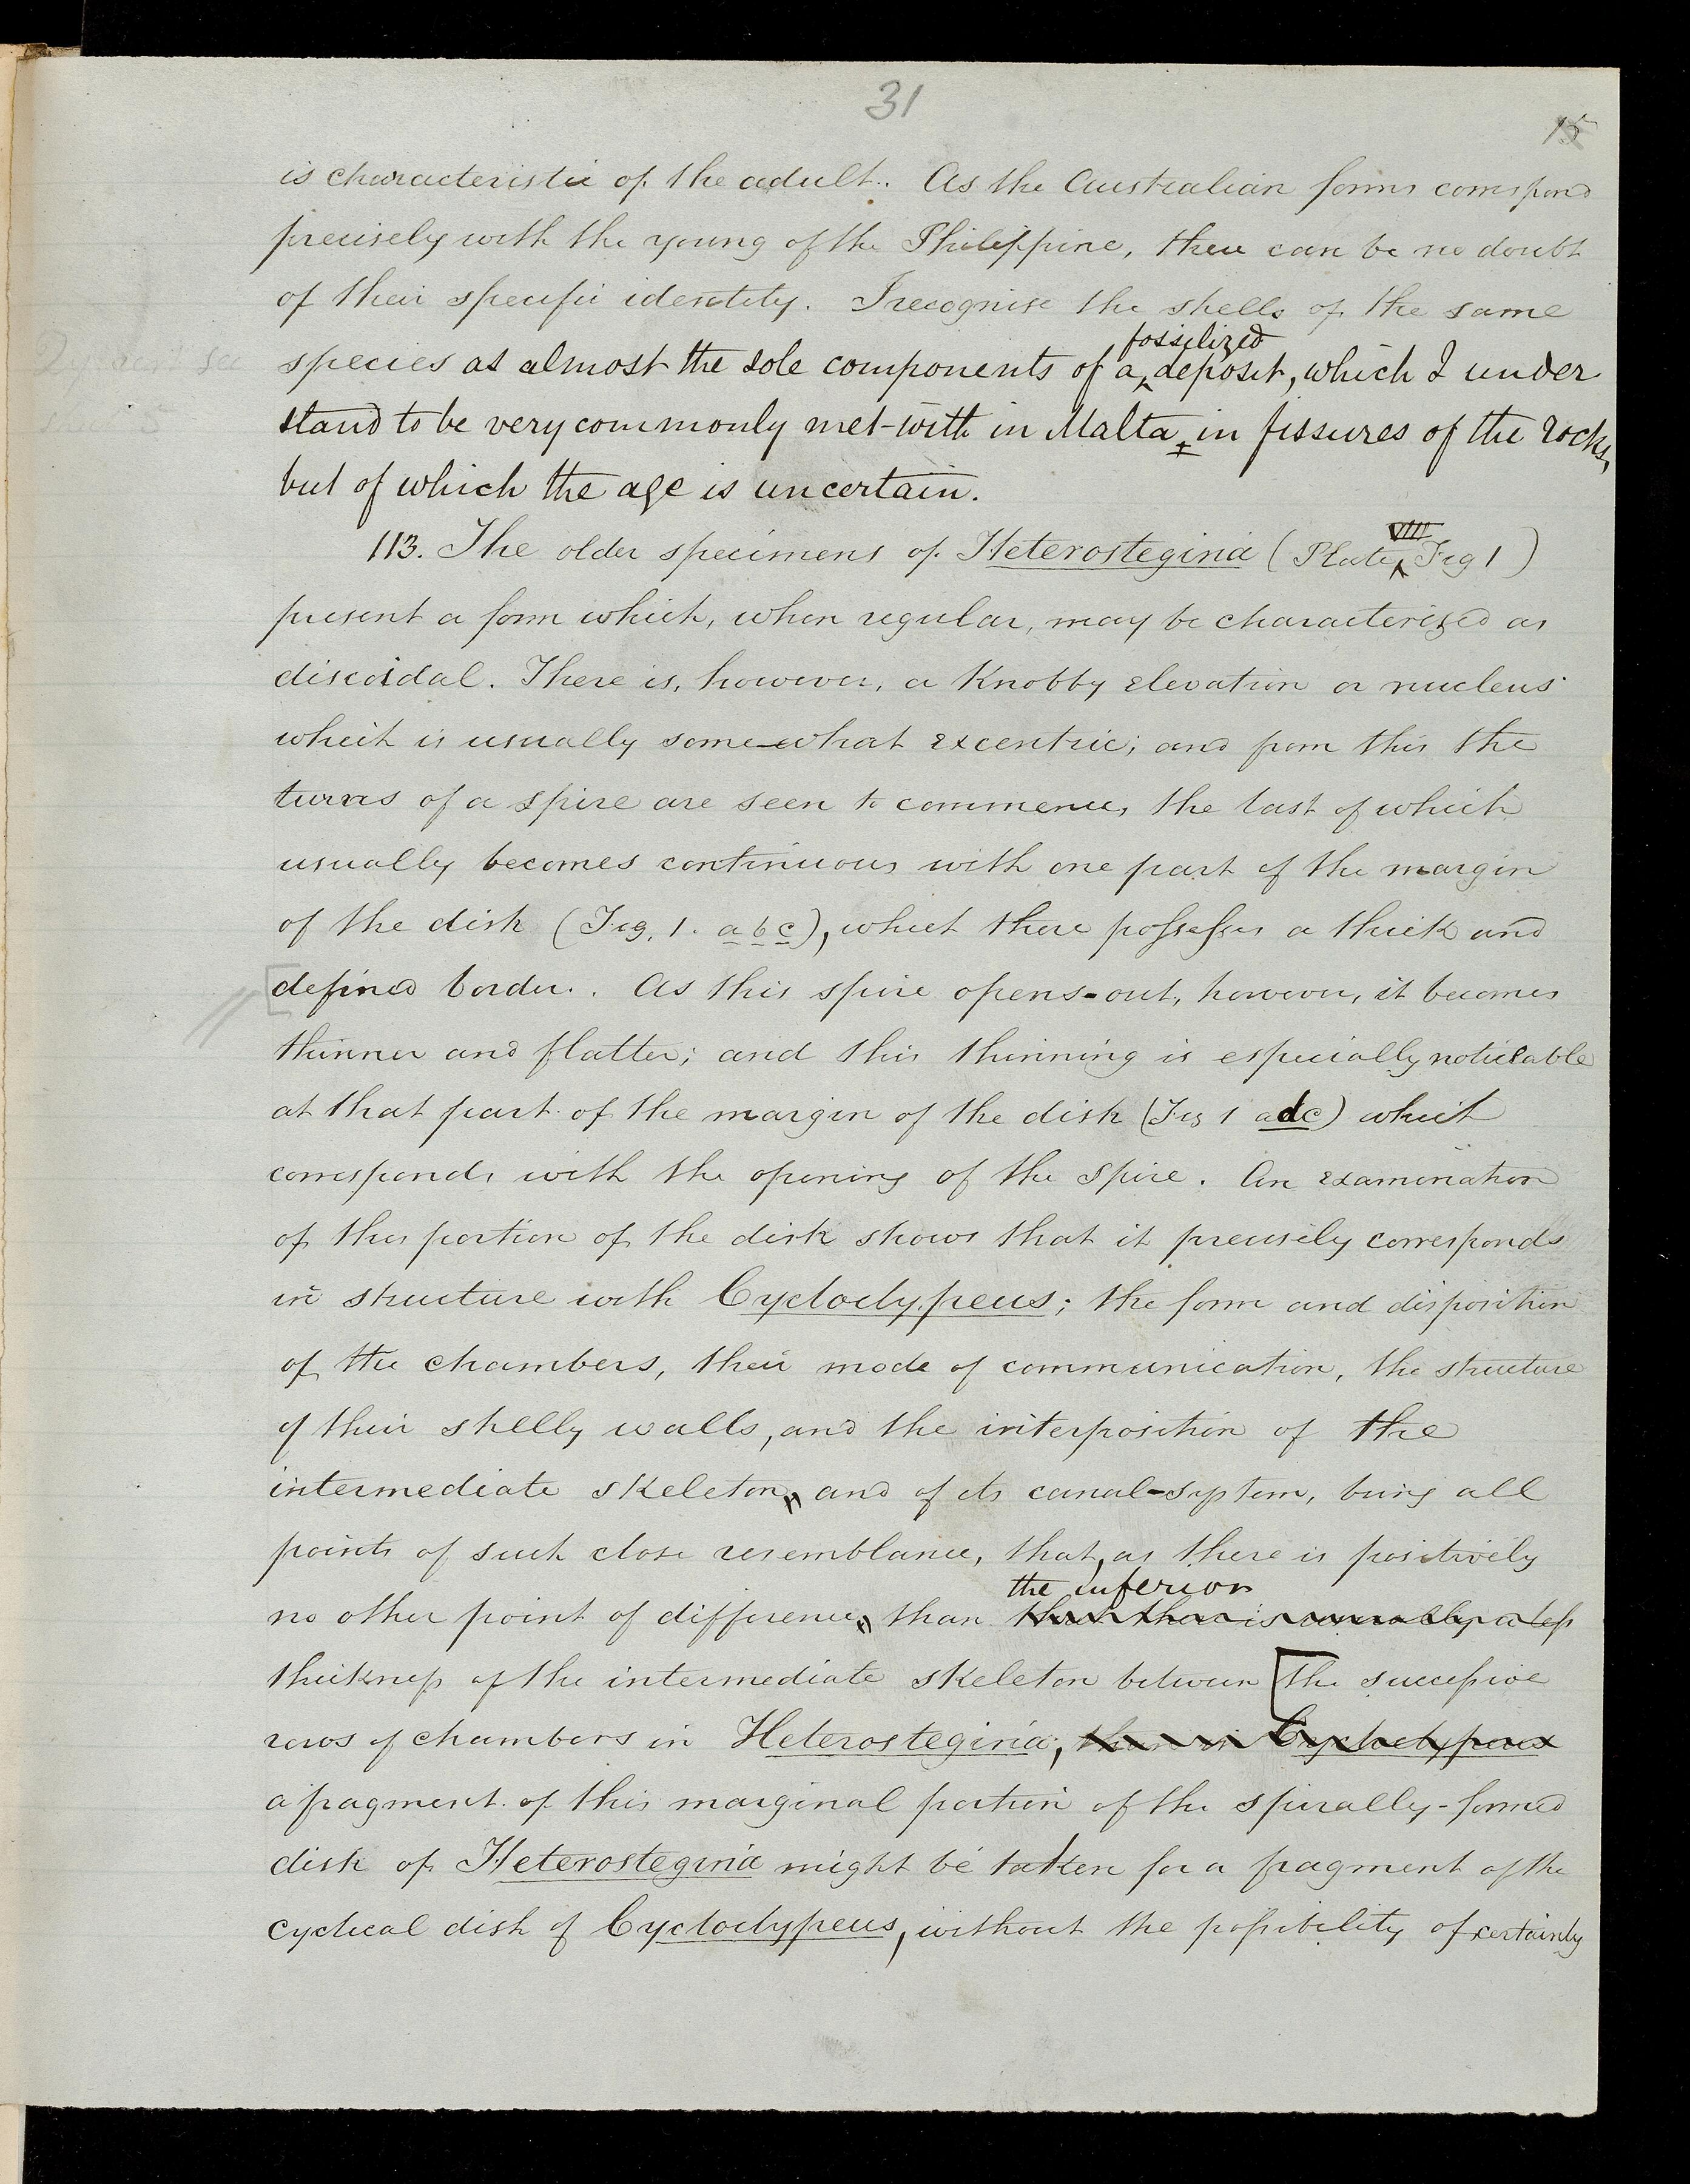 31
15
is characteristic of the adult. As the Australian forms correspond
precisely with the young of the Philippine, there can be no doubt
of their specific identity. I recognise the shells of the same
fossilized
species as almost the sole components of a deposit, which I under
stand to be very commonly met-with in Malta in fissures of the rocks,
but of which the age is uncertain.
VIII
113. The older specimens of Heterostegina (Plate Fig 1)
present a form which, when regular, may be characterized as
discoidal. There is, however, a knobby elevation or nucleus
which is usually some-what excentric; and from this the
turns of a spire are seen to commence, the last of which
usually becomes continuous with one part of the margin
of the disk (Fig. 1. a b c), which there possesses a thick and
defined border. As this spire opens-out, however, it becomes
thinner and flatter; and this thinning is especially noticeable
at that part of the margin of the disk (Fig 1 adc) which
corresponds with the opening of the spire. An examination
of this portion of the disk shows that it precisely corresponds
in structure with Cycloclypeus; the form and disposition
of the chambers, their mode of communication, the structure
of their shelly walls, and the interposition of the
intermediate skeleton, and of its canal-system, being all
points of such close resemblance, that, as there is positively
the inferior
no other point of difference, than that there is usually a less
thickness of the intermediate skeleton between the successive
rows of chambers in Heterostegina, than in Cycloclypeus
a fragment of this marginal portion of the spirally-formed
disk of Heterostegina might be taken for a fragment of the
cyclical disk of Cycloclypeus, without the possibility of certainly